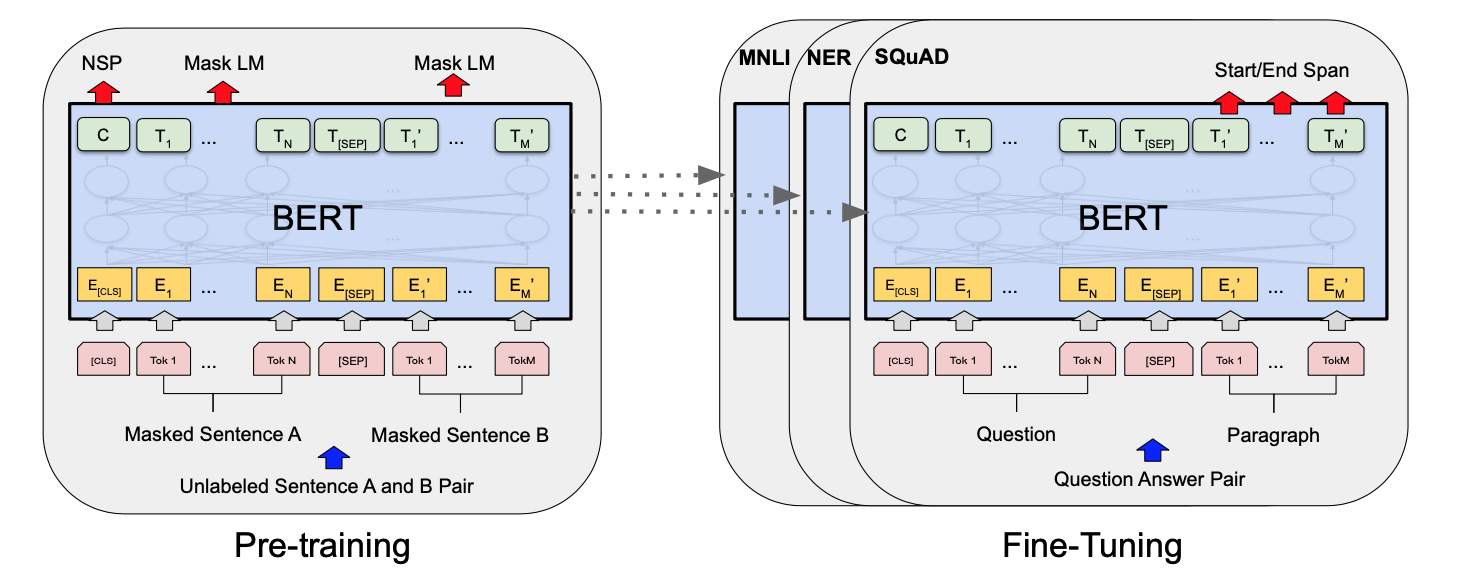 NSP Mask LM Mask LM
C T1 ... TN T[SEP] T1' ... TM'
...
BERT
...
E[CLS] E1 ... EN E[SEP] E1' ... EM'
[CLS] Tok 1 ... Tok N [SEP] Tok 1 ... TokM
Masked Sentence A Masked Sentence B
Unlabeled Sentence A and B Pair
Pre-training
MNLI NER SQuAD
Start/End Span
C T1 ... TN T[SEP] T1' ... TM'
...
BERT
...
E[CLS] E1 ... EN E[SEP] E1' ... EM'
[CLS] Tok 1 ... Tok N [SEP] Tok 1 ... TokM
Question Paragraph
Question Answer Pair
Fine-Tuning